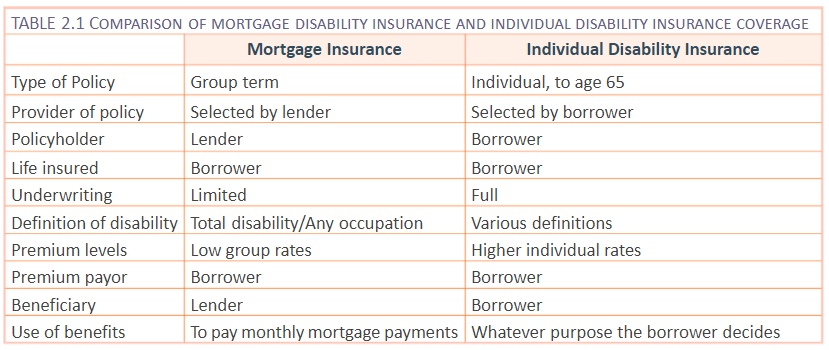 TABLE 2.1 COMPARISON OF MORTGAGE DISABILITY INSURANCE AND INDIVIDUAL DISABILITY INSURANCE COVERAGE
Mortgage Insurance Individual Disability Insurance
Type of Policy Group term Individual, to age 65
Provider of policy Selected by lender Selected by borrower
Policyholder Lender Borrower
Life insured Borrower Borrower
Underwriting Limited Full
Definition of disability Total disability/Any occupation Various definitions
Premium levels Low group rates Higher individual rates
Premium payor Borrower Borrower
Beneficiary Lender Borrower
Use of benefits To pay monthly mortgage payments Whatever purpose the borrower decides